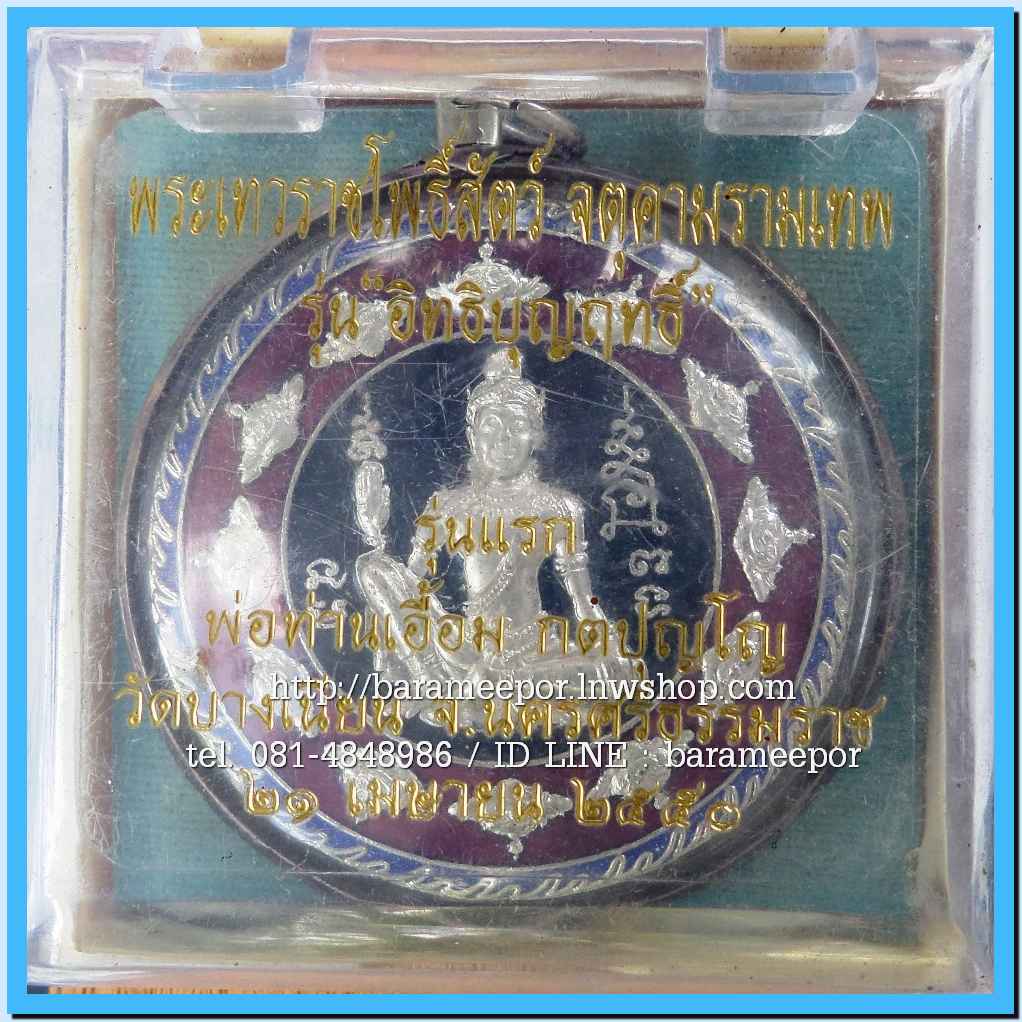 พระเทวราชโพธิ์สัตว์ จตุคามรามเทพ
รุ่น "อิทธิบุญฤทธิ์"
รุ่นแรก
พ่อท่านเอื้อม กตปุญโญ
http://barameepor.lnwshop.com
วัดบางเนียน จ.นครศรีธรรมราช
tel. 081-4848986 / ID LINE : barameepor
๒๑ เมษายน ๒๕๕๐